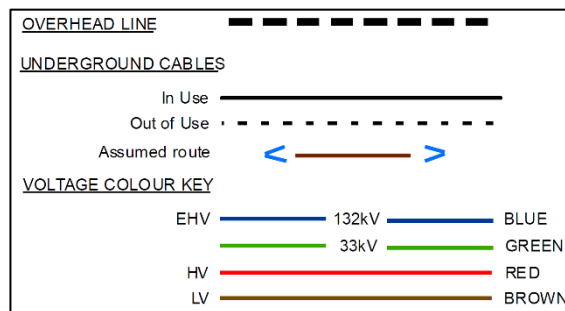 OVERHEAD LINE
UNDERGROUND CABLES
In Use
Out of Use
Assumed route < >
VOLTAGE COLOUR KEY
EHV 132kV BLUE
33kV GREEN
HV RED
LV BROWN